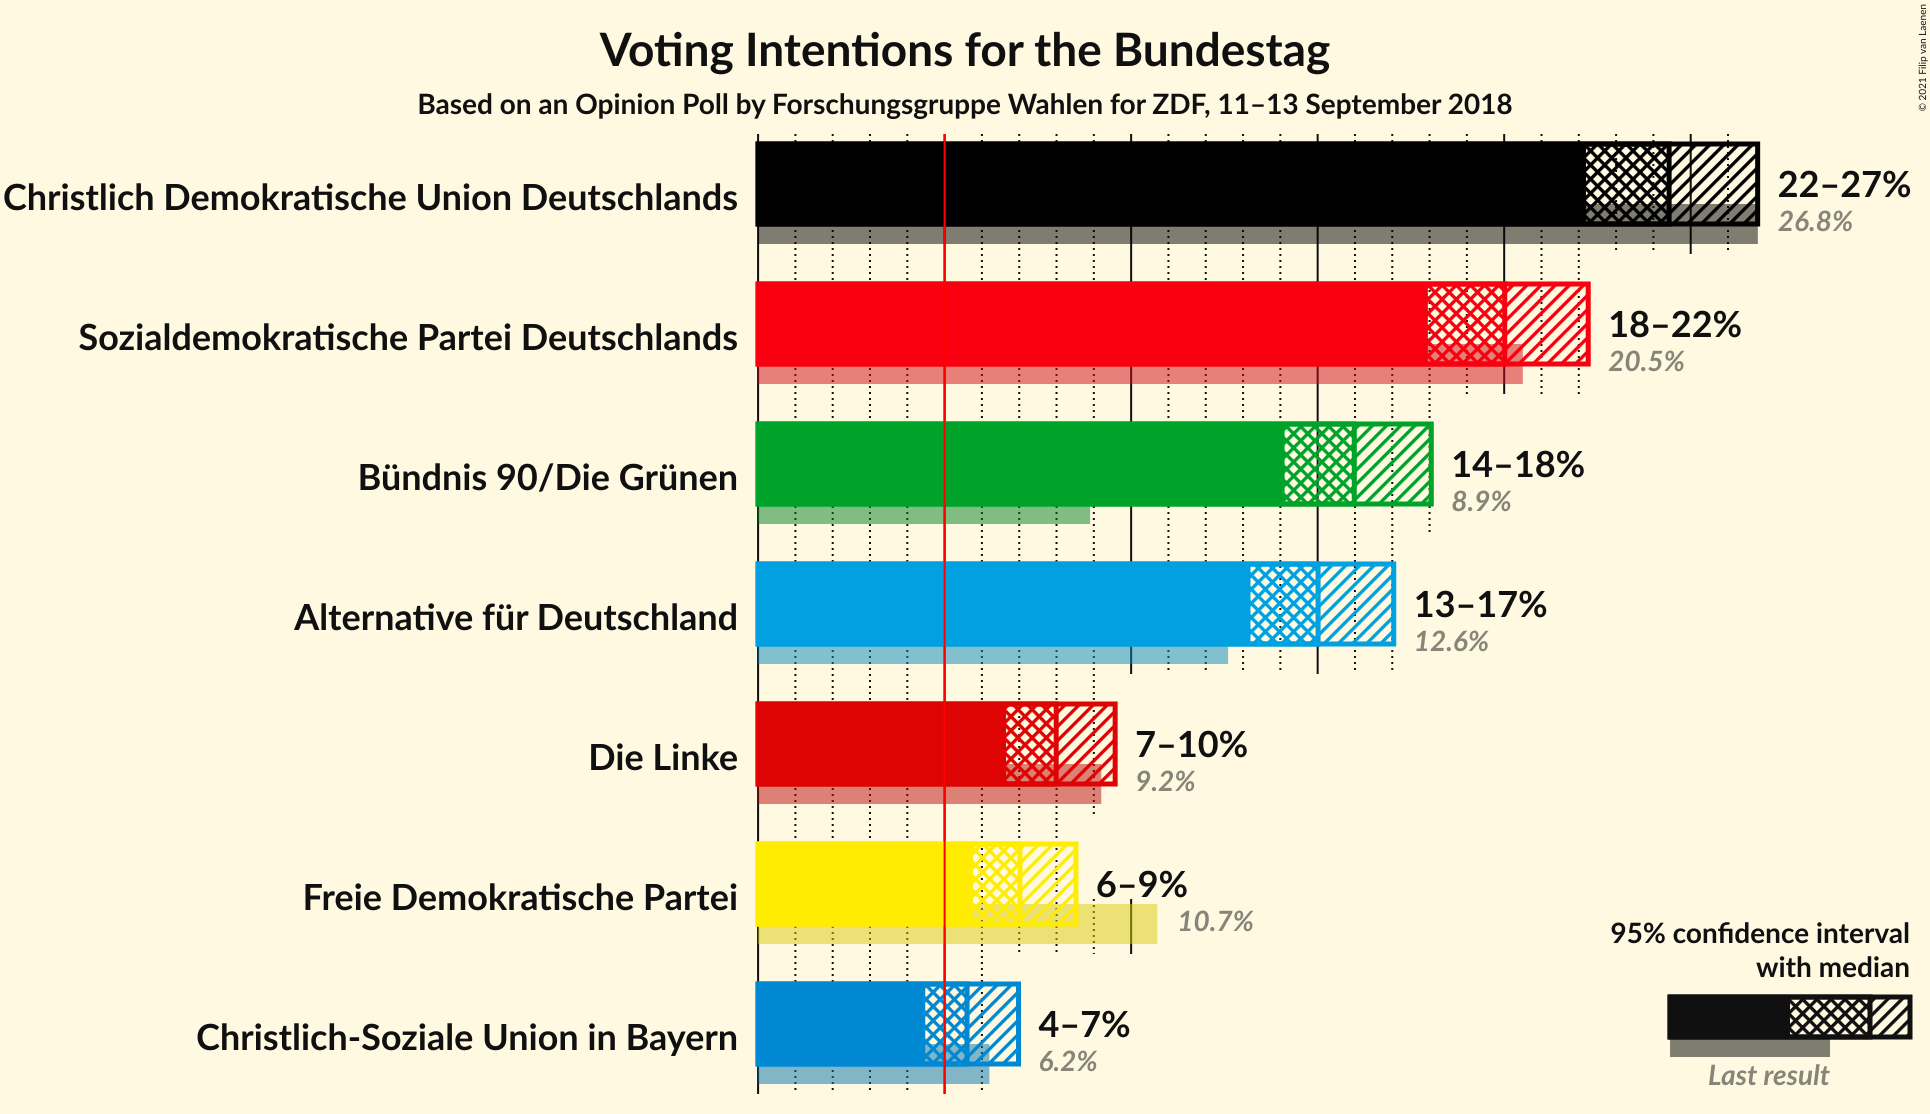 Voting Intentions for the Bundestag
Based on an Opinion Poll by Forschungsgruppe Wahlen for ZDF, 11–13 September 2018
© 2021 Filip van Laenen
Christlich Demokratische Union Deutschlands
22–27%
26.8%
Sozialdemokratische Partei Deutschlands
18–22%
20.5%
Bündnis 90/Die Grünen
14–18%
8.9%
Alternative für Deutschland
13–17%
12.6%
Die Linke
7–10%
9.2%
Freie Demokratische Partei
6–9%
10.7%
Christlich-Soziale Union in Bayern
4–7%
6.2%
95% confidence interval
with median
Last result